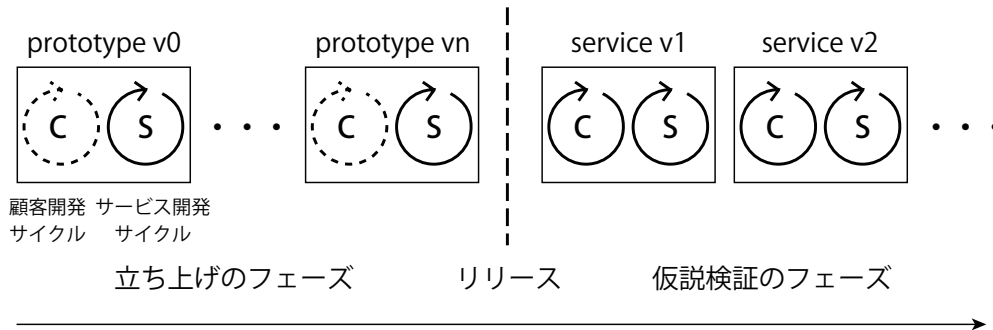 prototype v0
prototype vn
service v1
service v2
C
S
・・・
C
S
C
S
C
S
・・・
顧客開発
サイクル
サービス開発
サイクル
立ち上げのフェーズ
リリース
仮説検証のフェーズ